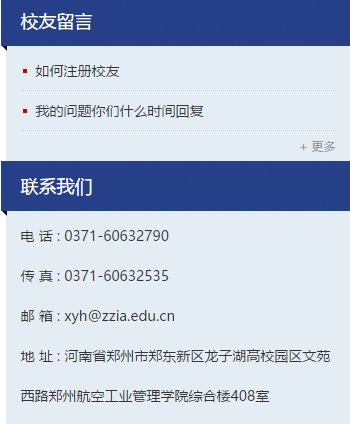 校友留言
如何注册校友
我的问题你们什么时间回复
+ 更多
联系我们
电 话 : 0371-60632790
传 真 : 0371-60632535
邮 箱 : xyh@zzia.edu.cn
地 址 : 河南省郑州市郑东新区龙子湖高校园区文苑
西路郑州航空工业管理学院综合楼408室